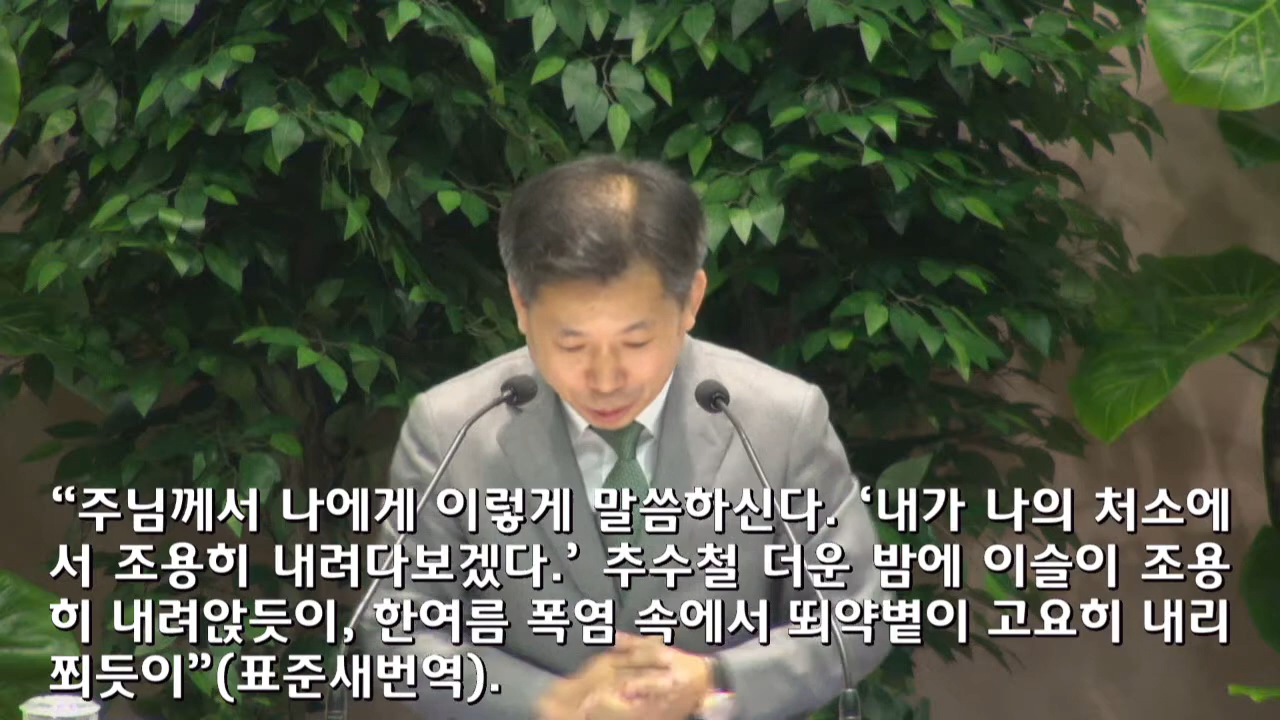 “주님께서 나에게 이렇게 말씀하신다. ‘내가 나의 처소에
서 조용히 내려다보겠다.’ 추수철 더운 밤에 이슬이 조용
히 내려앉듯이, 한여름 폭염 속에서 뙤약볕이 고요히 내리
쬐듯이”(표준새번역).